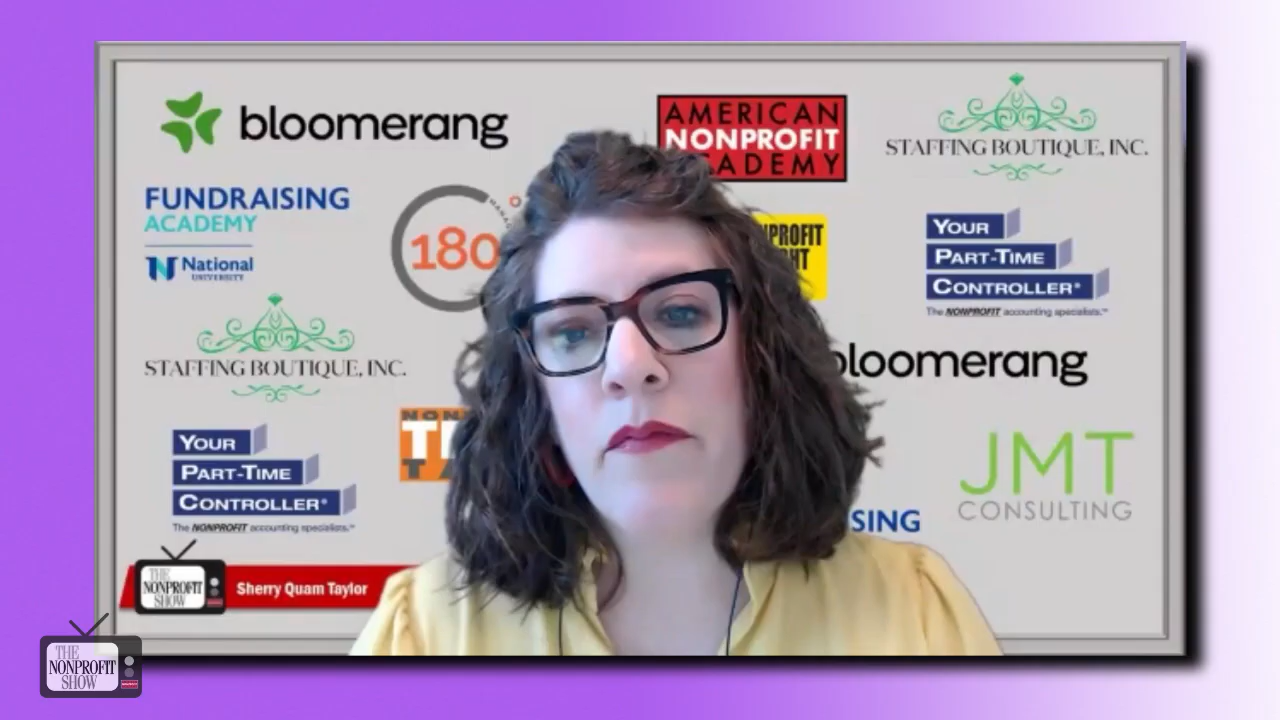 bloomerang
AMERICAN
NONPROFIT
ACADEMY
STAFFING BOUTIQUE, INC.
FUNDRAISING
ACADEMY
National
UNIVERSITY
180
YOUR
PART-TIME
CONTROLLER®
The NONPROFIT accounting specialists.™
STAFFING BOUTIQUE, INC.
bloomerang
YOUR
PART-TIME
CONTROLLER®
The NONPROFIT accounting specialists.™
JMT
CONSULTING
THE
NONPROFIT
SHOW
Sherry Quam Taylor
THE
NONPROFIT
SHOW